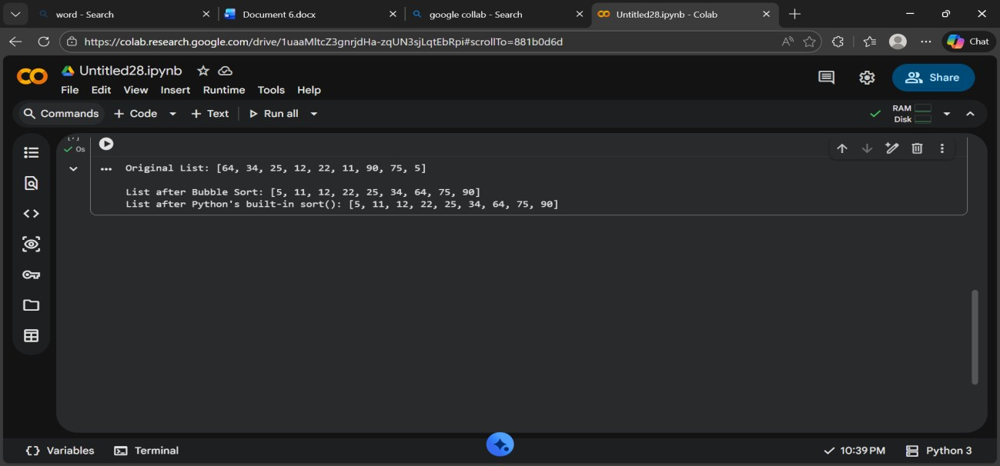 word - Search
Document 6.docx
google collab - Search
Untitled28.ipynb - Colab
https://colab.research.google.com/drive/1uaaMltcZ3gnrjdHa-zqUN3sjLqtEbRpi#scrollTo=881b0d6d
Chat
Untitled28.ipynb
File Edit View Insert Runtime Tools Help
Share
Commands + Code + Text Run all
RAM
Disk
0s
Original List: [64, 34, 25, 12, 22, 11, 90, 75, 5]
List after Bubble Sort: [5, 11, 12, 22, 25, 34, 64, 75, 90]
List after Python's built-in sort(): [5, 11, 12, 22, 25, 34, 64, 75, 90]
Variables Terminal
10:39 PM Python 3